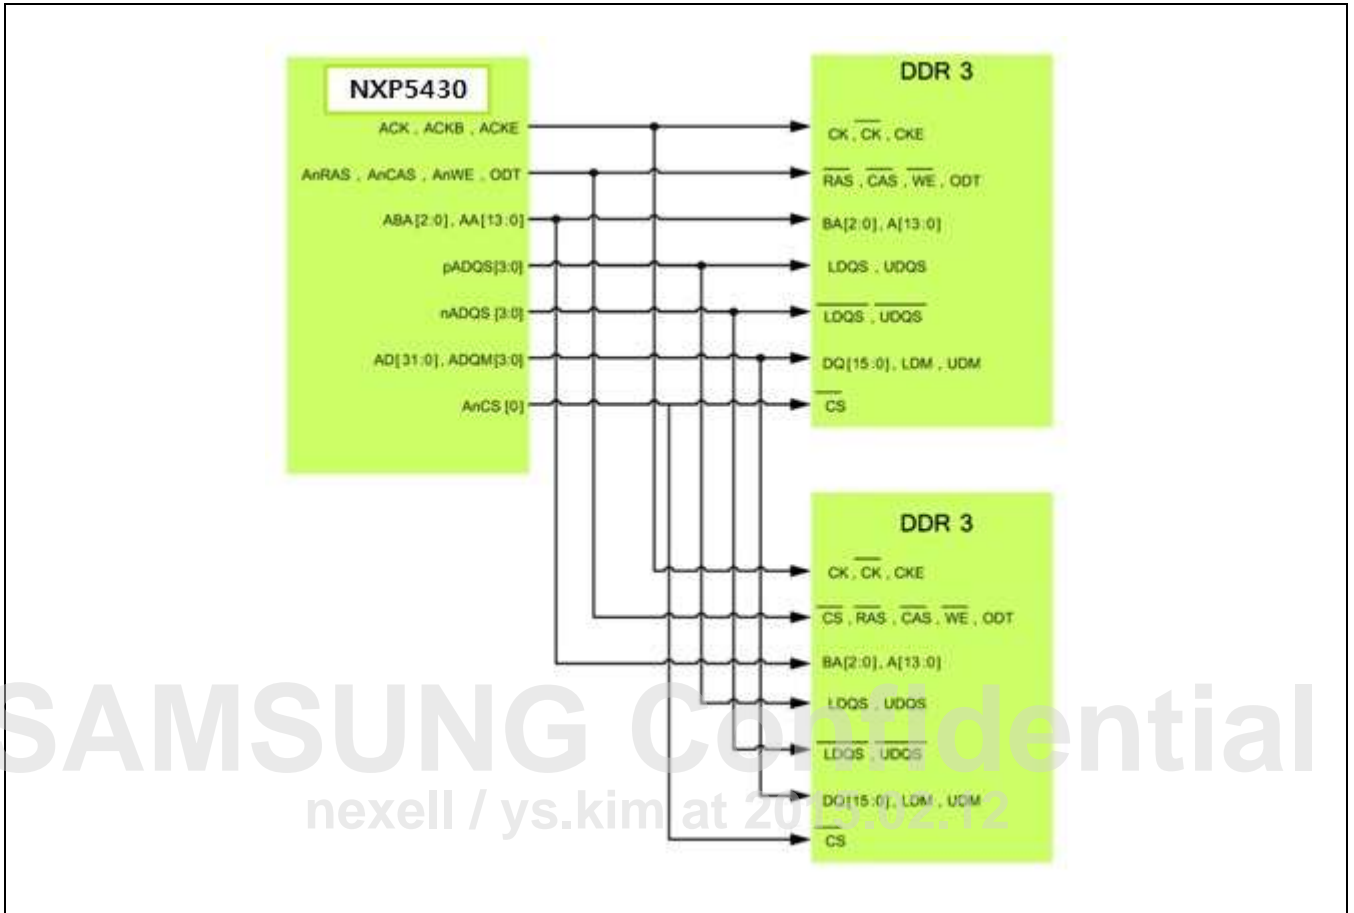 NXP5430
ACK , ACKB , ACKE
AnRAS , AnCAS , AnWE , ODT
ABA[2:0], AA[13:0]
pADQS[3:0]
nADQS [3:0]
AD[31:0], ADQM[3:0]
AnCS [0]
DDR 3
CK , CK , CKE
RAS , CAS , WE , ODT
BA[2:0], A[13:0]
LDQS , UDQS
LDQS , UDQS
DQ[15:0], LDM , UDM
CS
DDR 3
CK , CK , CKE
CS , RAS , CAS , WE , ODT
BA[2:0], A[13:0]
LDQS , UDQS
LDQS , UDQS
DQ[15:0], LDM , UDM
CS
SAMSUNG Confidential
nexell / ys.kim at 2015.02.12